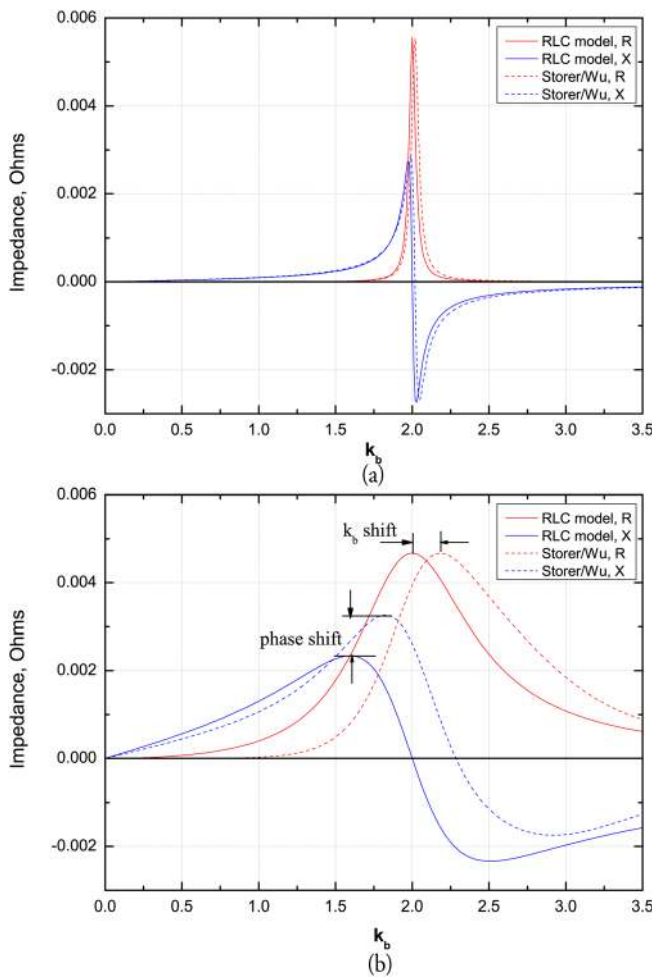 0.006
0.004
0.002
0.000
-0.002
Impedance, Ohms
RLC model, R
RLC model, X
Storer/Wu, R
Storer/Wu, X
0.0 0.5 1.0 1.5 2.0 2.5 3.0 3.5
k_b
(a)
0.006
0.004
0.002
0.000
-0.002
Impedance, Ohms
k_b shift
phase shift
RLC model, R
RLC model, X
Storer/Wu, R
Storer/Wu, X
0.0 0.5 1.0 1.5 2.0 2.5 3.0 3.5
k_b
(b)